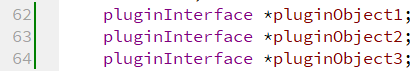 62 pluginInterface *pluginObject1;
63 pluginInterface *pluginObject2;
64 pluginInterface *pluginObject3;